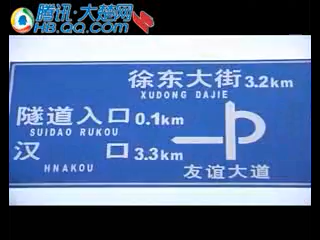 腾讯·大楚网
HB.QQ.com
徐东大街 3.2km
XUDONG DAJIE
隧道入口 0.1km
SUIDAO RUKOU
汉 口 3.3km
HNAKOU
友谊大道